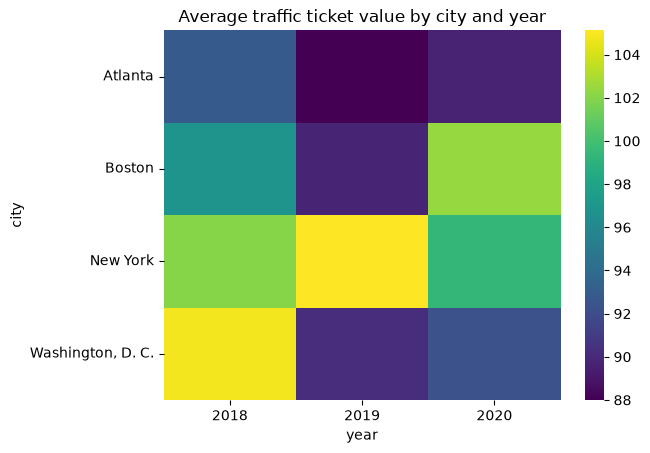 Average traffic ticket value by city and year
city
Atlanta
Boston
New York
Washington, D. C.
2018 2019 2020
year
104
102
100
98
96
94
92
90
88